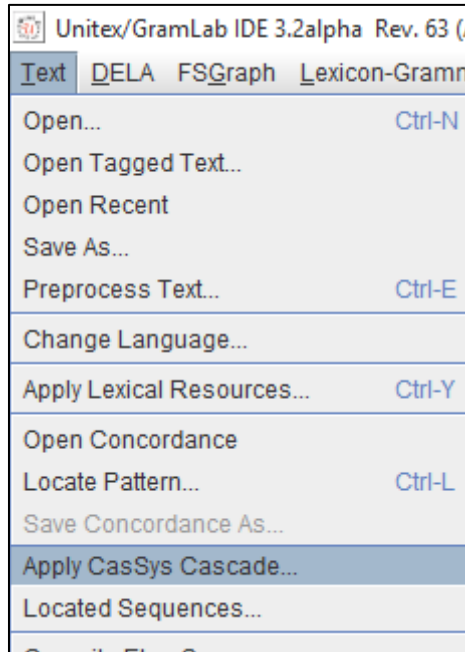 Unitex/GramLab IDE 3.2alpha Rev. 63 (
Text DELA FSGraph Lexicon-Gramm
Open... Ctrl-N
Open Tagged Text...
Open Recent
Save As...
Preprocess Text... Ctrl-E
Change Language...
Apply Lexical Resources... Ctrl-Y
Open Concordance
Locate Pattern... Ctrl-L
Save Concordance As...
Apply CasSys Cascade...
Located Sequences...